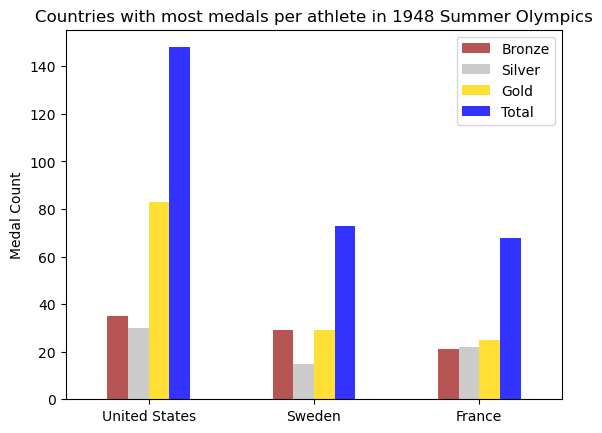 Countries with most medals per athlete in 1948 Summer Olympics
Bronze
Silver
Gold
Total
Medal Count
140
120
100
80
60
40
20
0
United States
Sweden
France